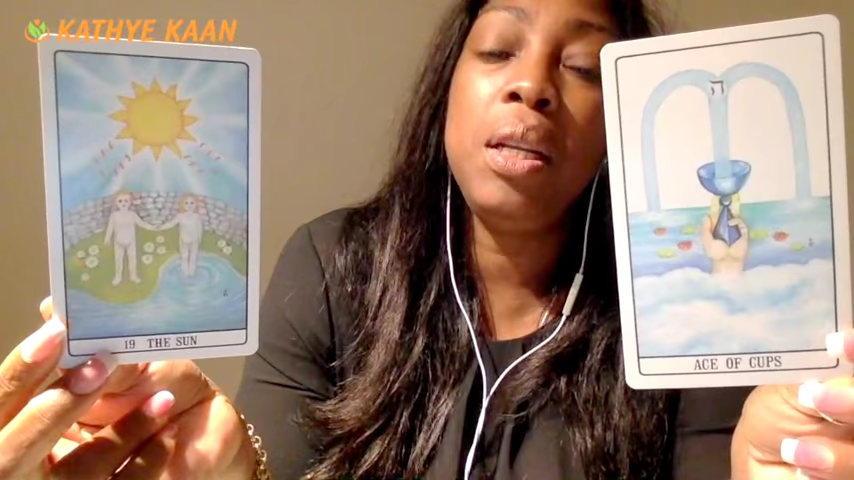 KATHYE KAAN
19 THE SUN
ה
ACE OF CUPS